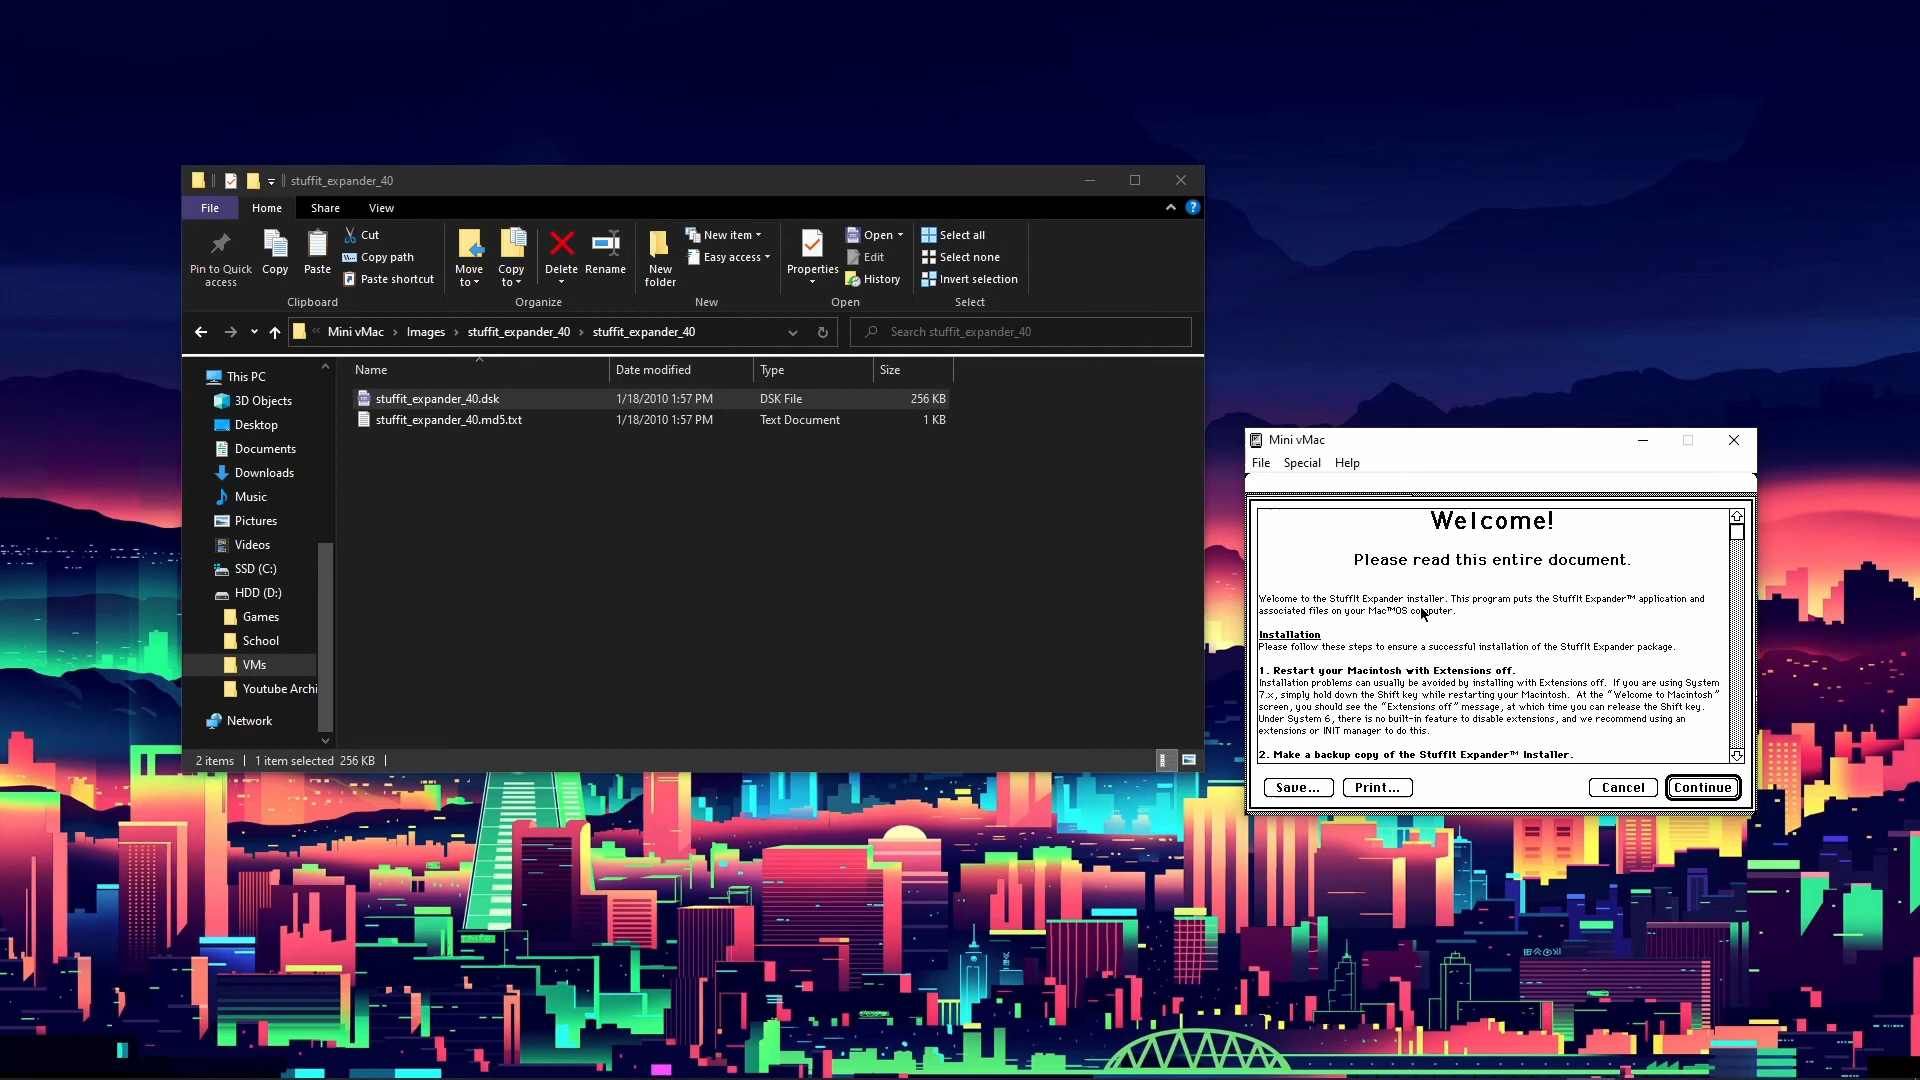 stuffit_expander_40
File Home Share View
Pin to Quick access
Copy
Paste
Cut
Copy path
Paste shortcut
Clipboard
Move to
Copy to
Delete
Rename
Organize
New folder
New item
Easy access
New
Properties
Open
Edit
History
Open
Select all
Select none
Invert selection
Select
« Mini vMac › Images › stuffit_expander_40 › stuffit_expander_40
Search stuffit_expander_40
This PC
3D Objects
Desktop
Documents
Downloads
Music
Pictures
Videos
SSD (C:)
HDD (D:)
Games
School
VMs
Youtube Archi
Network
Name Date modified Type Size
stuffit_expander_40.dsk 1/18/2010 1:57 PM DSK File 256 KB
stuffit_expander_40.md5.txt 1/18/2010 1:57 PM Text Document 1 KB
2 items 1 item selected 256 KB
Mini vMac
File Special Help
Welcome!
Please read this entire document.
Welcome to the StuffIt Expander installer. This program puts the StuffIt Expander™ application and
associated files on your Mac™OS computer.
Installation
Please follow these steps to ensure a successful installation of the StuffIt Expander package.
1. Restart your Macintosh with Extensions off.
Installation problems can usually be avoided by installing with Extensions off. If you are using System
7.x, simply hold down the Shift key while restarting your Macintosh. At the "Welcome to Macintosh"
screen, you should see the "Extensions off" message, at which time you can release the Shift key.
Under System 6, there is no built-in feature to disable extensions, and we recommend using an
extensions or INIT manager to do this.
2. Make a backup copy of the StuffIt Expander™ Installer.
Save... Print... Cancel Continue